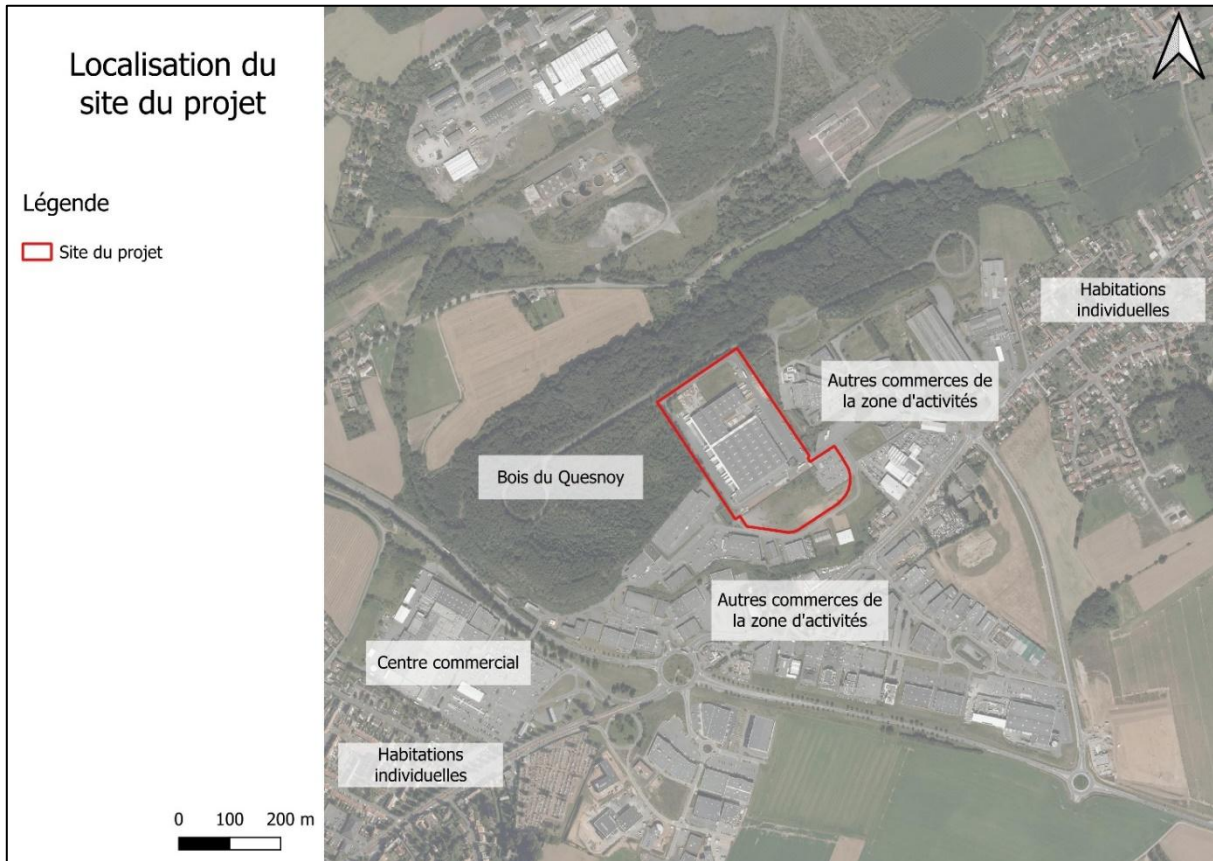 Localisation du
site du projet
Légende
Site du projet
0 100 200 m
Habitations
individuelles
Autres commerces de
la zone d'activités
Bois du Quesnoy
Autres commerces de
la zone d'activités
Centre commercial
Habitations
individuelles